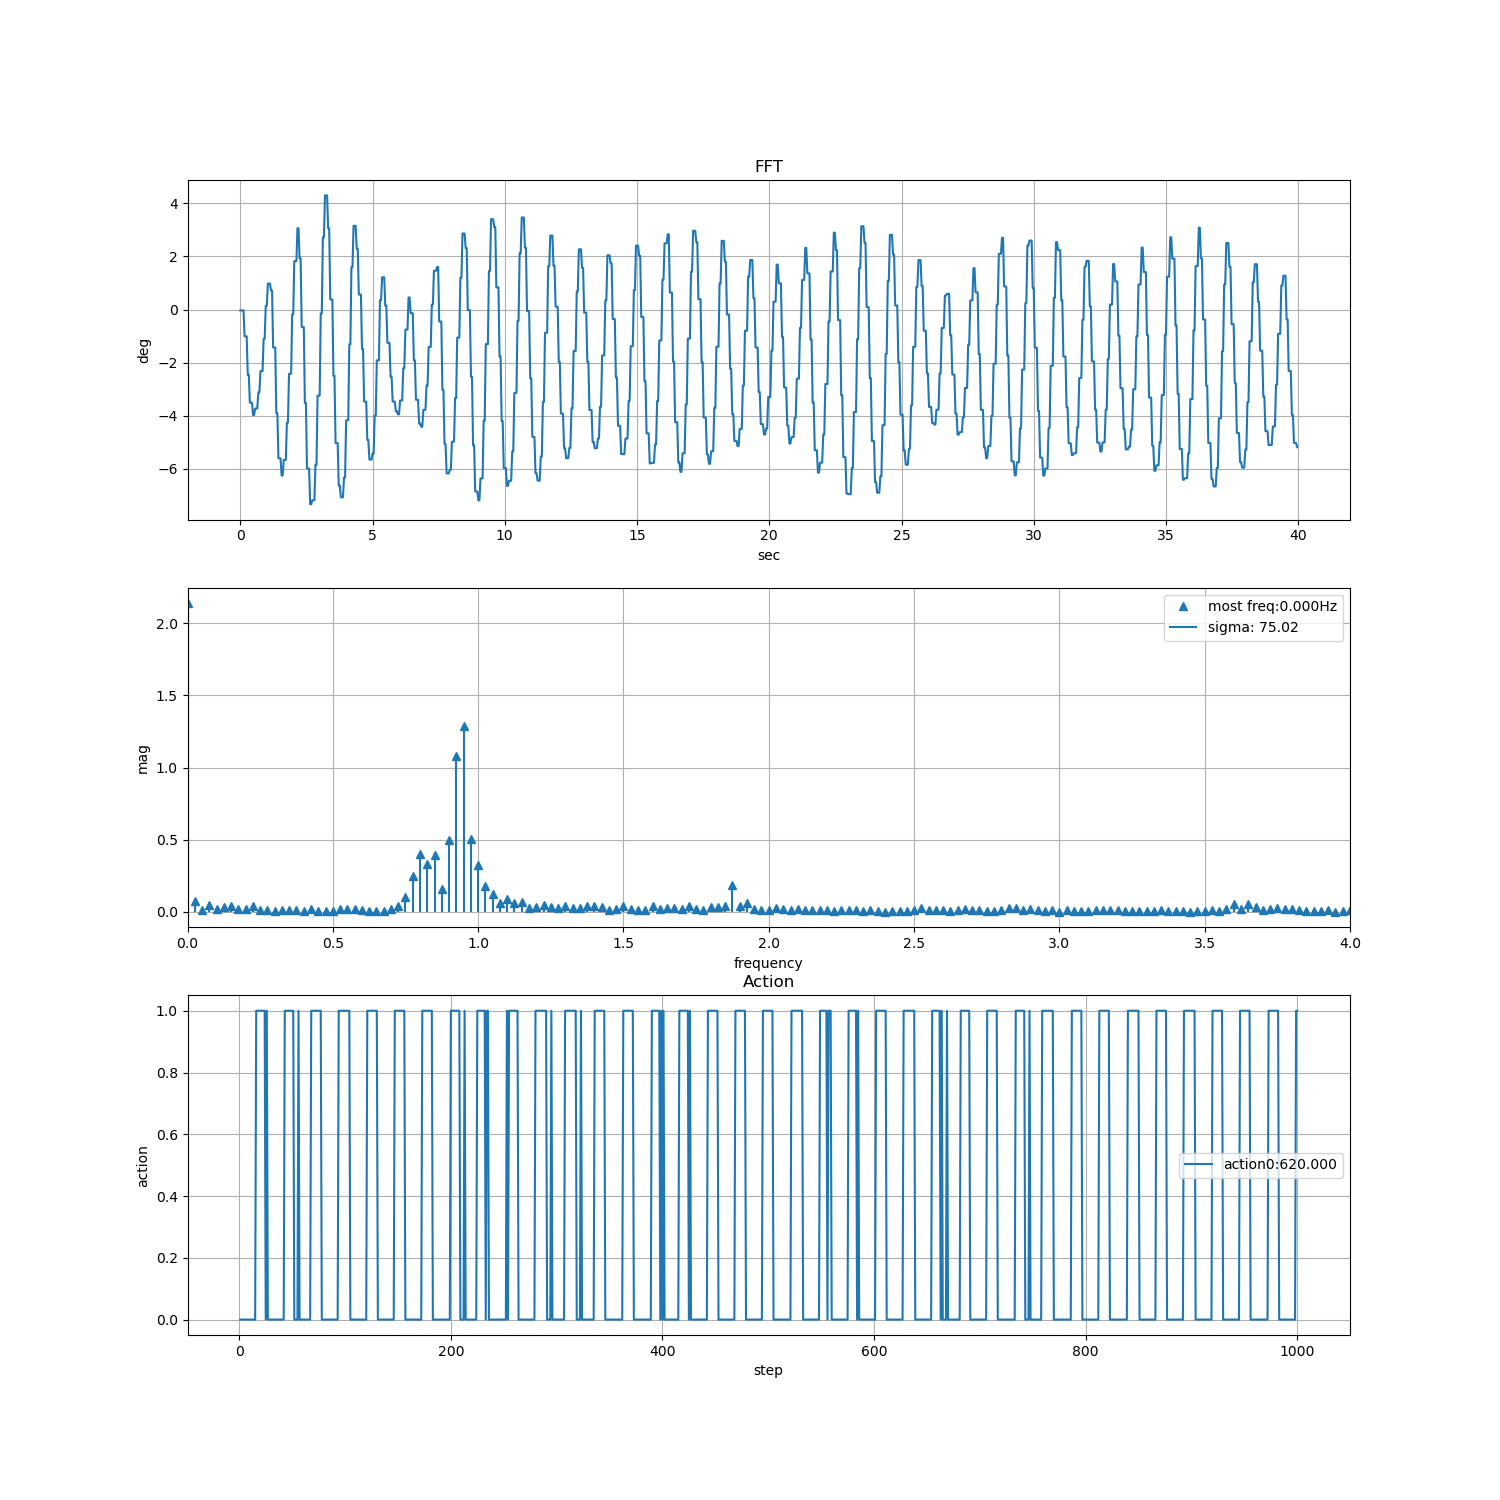 FFT
4
2
0
−2
−4
−6
deg
0 5 10 15 20 25 30 35 40
sec
2.0
1.5
1.0
0.5
0.0
mag
most freq:0.000Hz
sigma: 75.02
0.0 0.5 1.0 1.5 2.0 2.5 3.0 3.5 4.0
frequency
Action
1.0
0.8
0.6
0.4
0.2
0.0
action
action0:620.000
0 200 400 600 800 1000
step